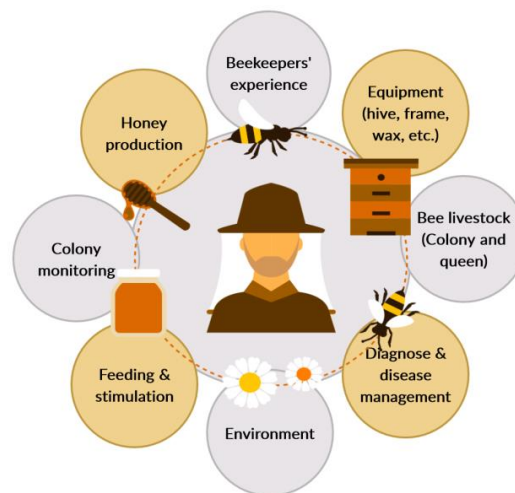 Beekeepers'
experience
Equipment
(hive, frame,
wax, etc.)
Bee livestock
(Colony and
queen)
Diagnose &
disease
management
Environment
Feeding &
stimulation
Colony
monitoring
Honey
production